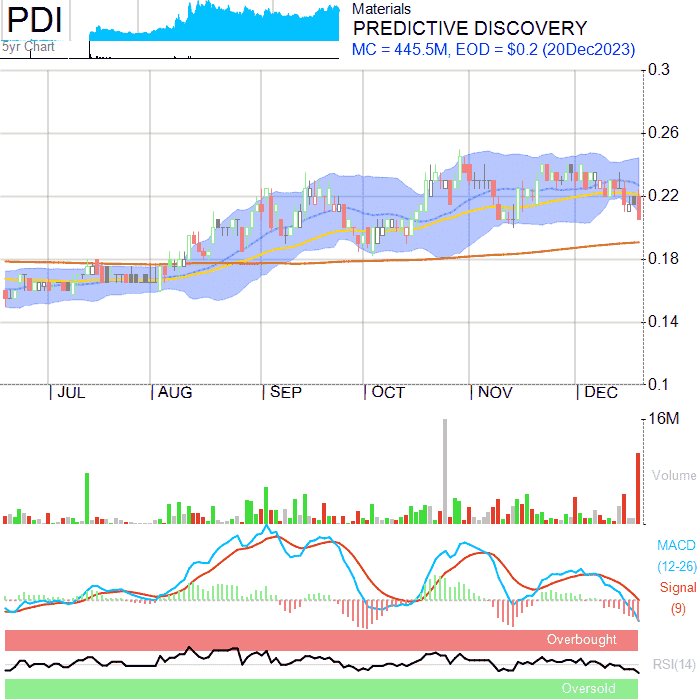 PDI
5yr Chart
Materials
PREDICTIVE DISCOVERY
MC = 445.5M, EOD = $0.2 (20Dec2023)
0.3
0.26
0.22
0.18
0.14
0.1
| JUL | AUG | SEP | OCT | NOV | DEC
16M
Volume
MACD
(12-26)
Signal
(9)
Overbought
RSI(14)
Oversold